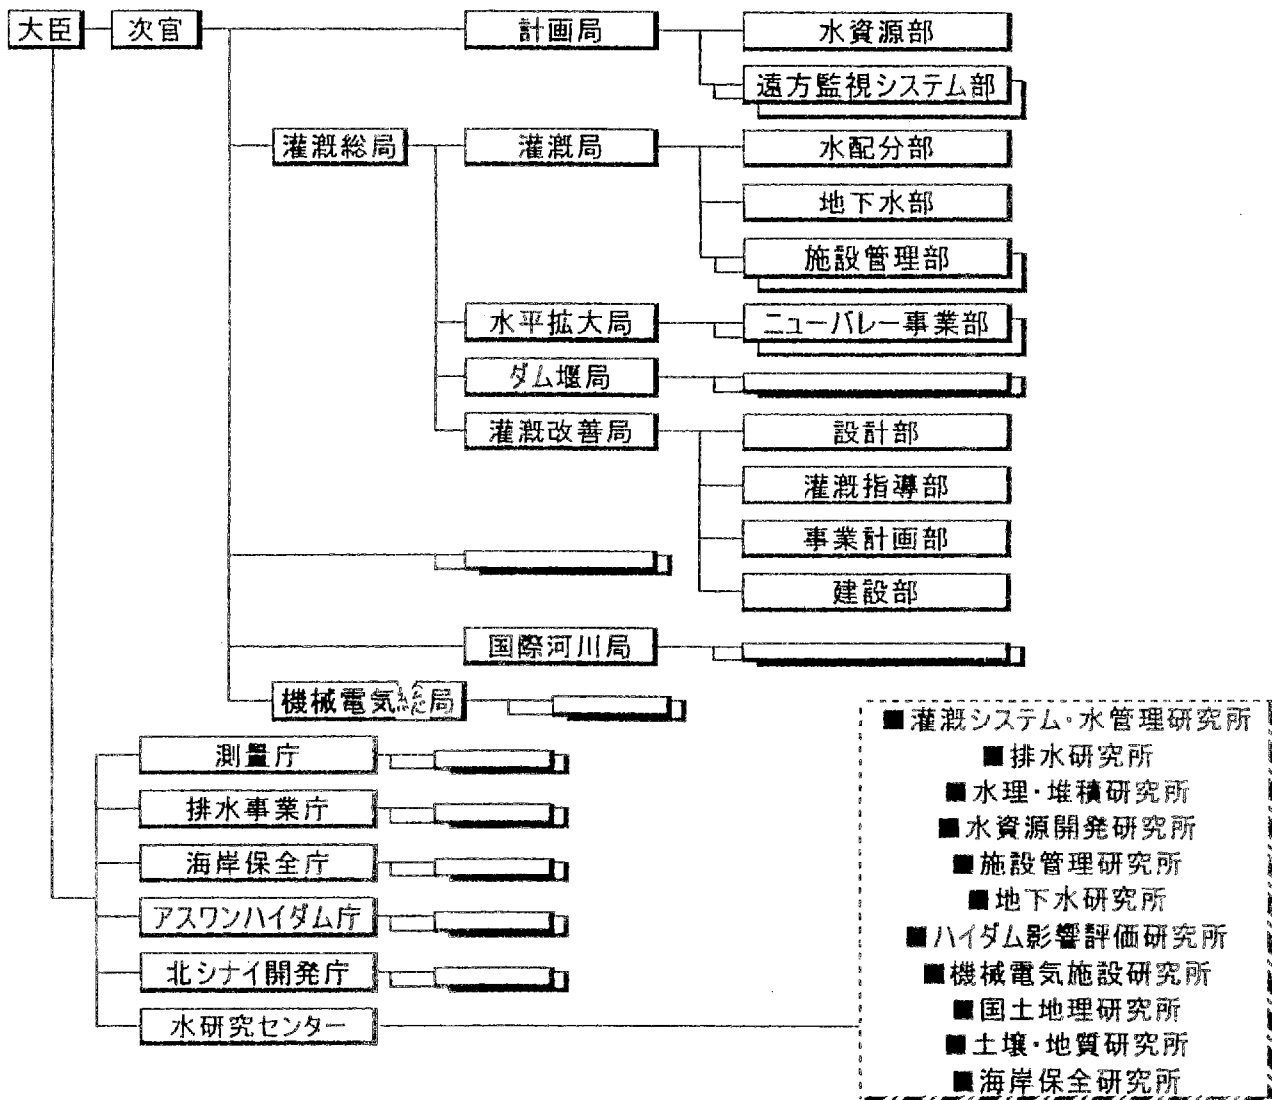 大臣
次官
計画局
水資源部
遠方監視システム部
灌漑総局
灌漑局
水配分部
地下水部
施設管理部
水平拡大局
ニューバレー事業部
ダム堰局
灌漑改善局
設計部
灌漑指導部
事業計画部
建設部
国際河川局
機械電気総局
測量庁
排水事業庁
海岸保全庁
アスワンハイダム庁
北シナイ開発庁
水研究センター
■灌漑システム・水管理研究所
■排水研究所
■水理・堆積研究所
■水資源開発研究所
■施設管理研究所
■地下水研究所
■ハイダム影響評価研究所
■機械電気施設研究所
■国土地理研究所
■土壌・地質研究所
■海岸保全研究所